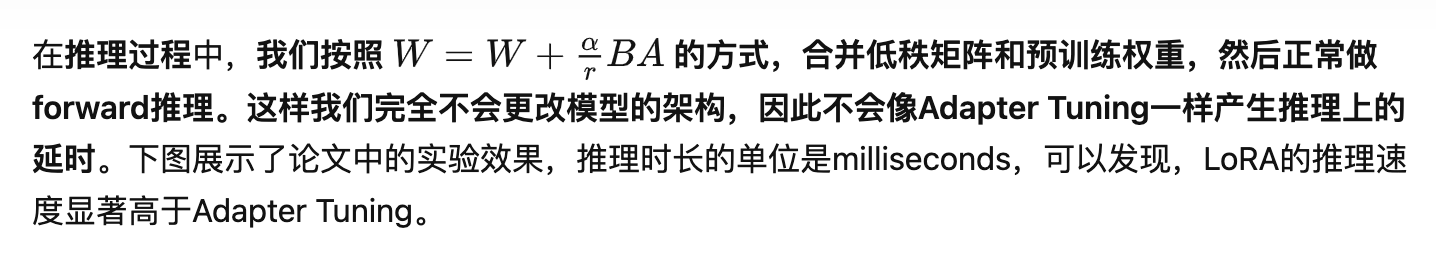 在推理过程中，我们按照 W = W + \frac{α}{r}BA 的方式，合并低秩矩阵和预训练权重，然后正常做
forward推理。这样我们完全不会更改模型的架构，因此不会像Adapter Tuning一样产生推理上的
延时。下图展示了论文中的实验效果，推理时长的单位是milliseconds，可以发现，LoRA的推理速
度显著高于Adapter Tuning。